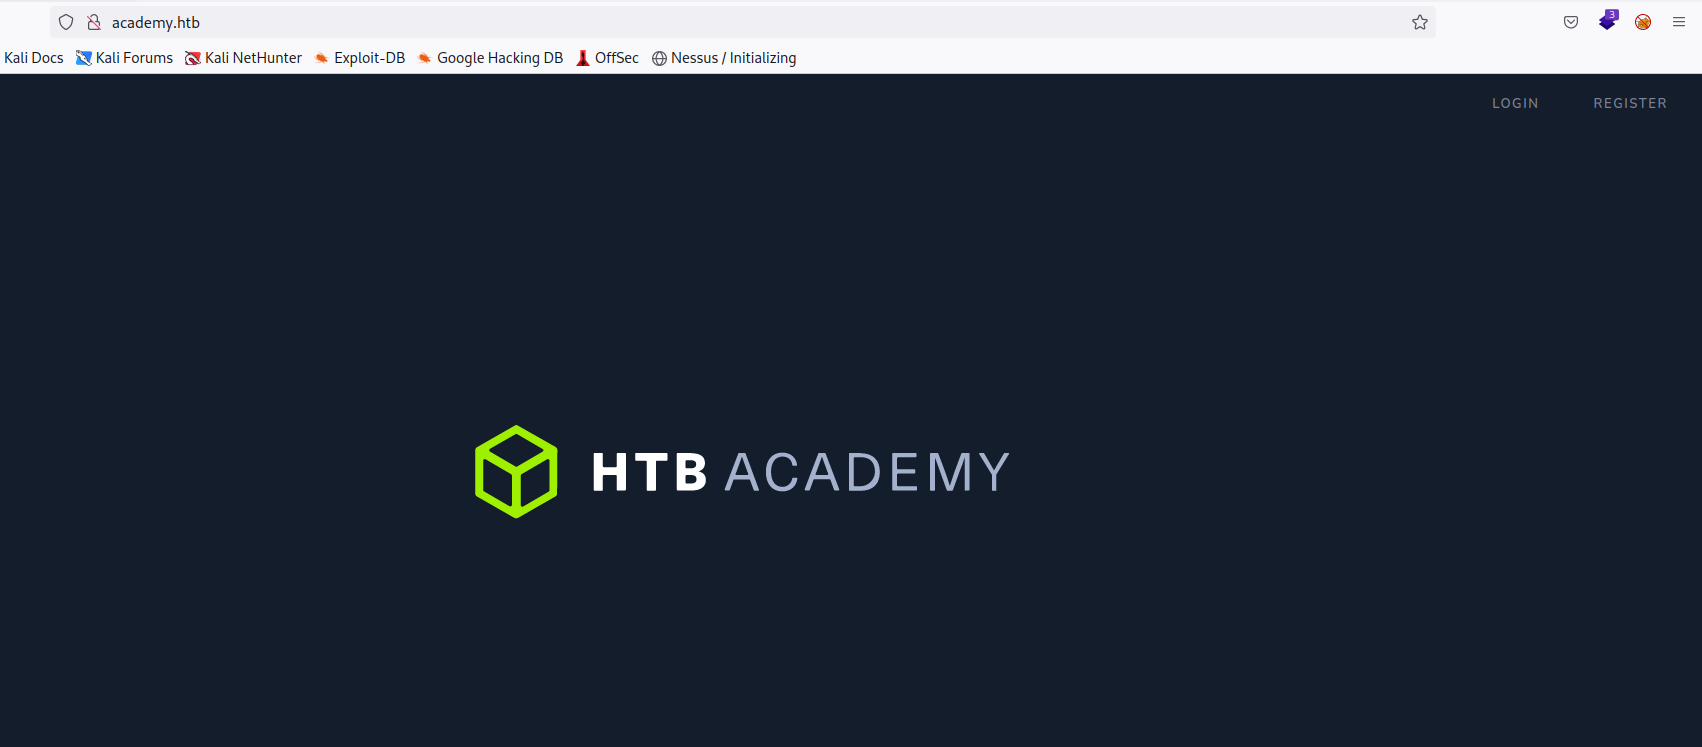 academy.htb
3
Kali Docs Kali Forums Kali NetHunter Exploit-DB Google Hacking DB OffSec Nessus / Initializing
LOGIN REGISTER
HTB ACADEMY